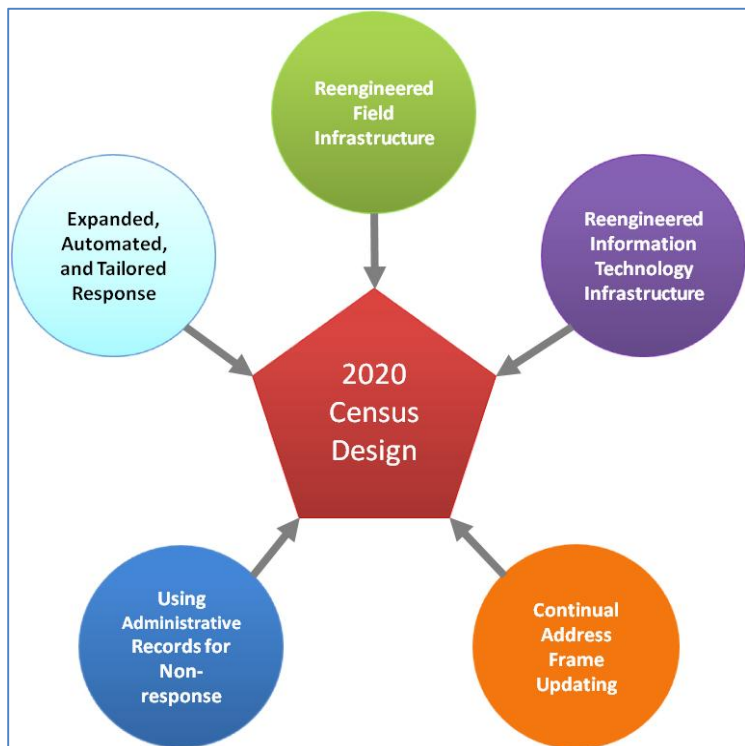 Reengineered
Field
Infrastructure
Expanded,
Automated,
and Tailored
Response
Reengineered
Information
Technology
Infrastructure
2020
Census
Design
Using
Administrative
Records for
Non-
response
Continual
Address
Frame
Updating